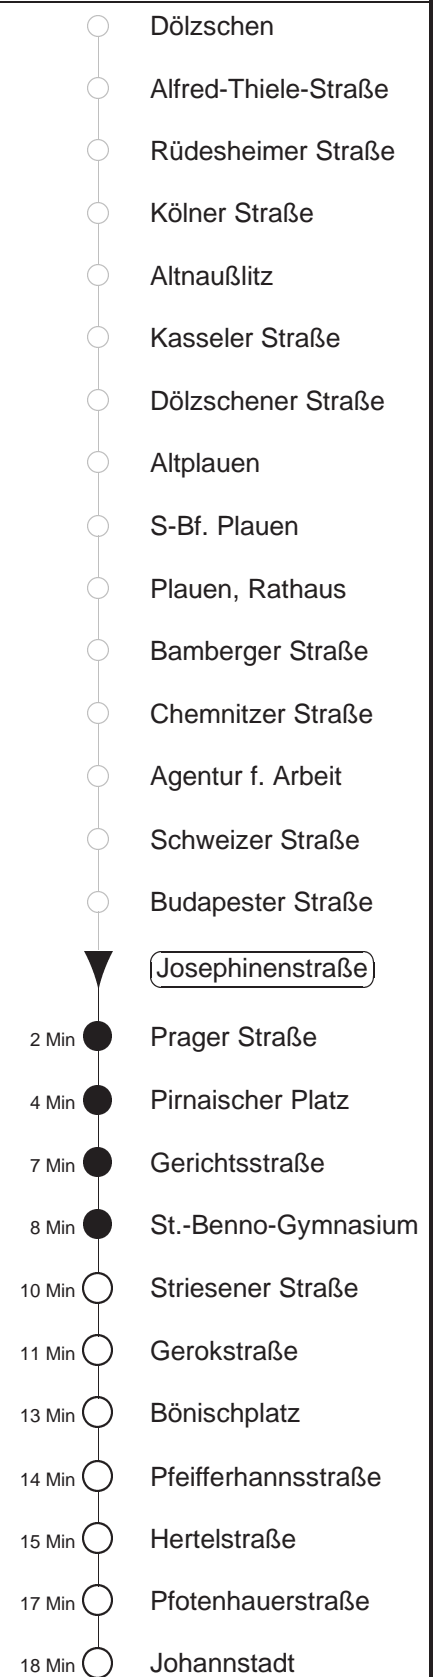 Dölzschen
Alfred-Thiele-Straße
Rüdesheimer Straße
Kölner Straße
Altnaußlitz
Kasseler Straße
Dölzschener Straße
Altplauen
S-Bf. Plauen
Plauen, Rathaus
Bamberger Straße
Chemnitzer Straße
Agentur f. Arbeit
Schweizer Straße
Budapester Straße
Josephinenstraße
2 Min Prager Straße
4 Min Pirnaischer Platz
7 Min Gerichtsstraße
8 Min St.-Benno-Gymnasium
10 Min Striesener Straße
11 Min Gerokstraße
13 Min Bönischplatz
14 Min Pfeifferhannsstraße
15 Min Hertelstraße
17 Min Pfotenhauerstraße
18 Min Johannstadt